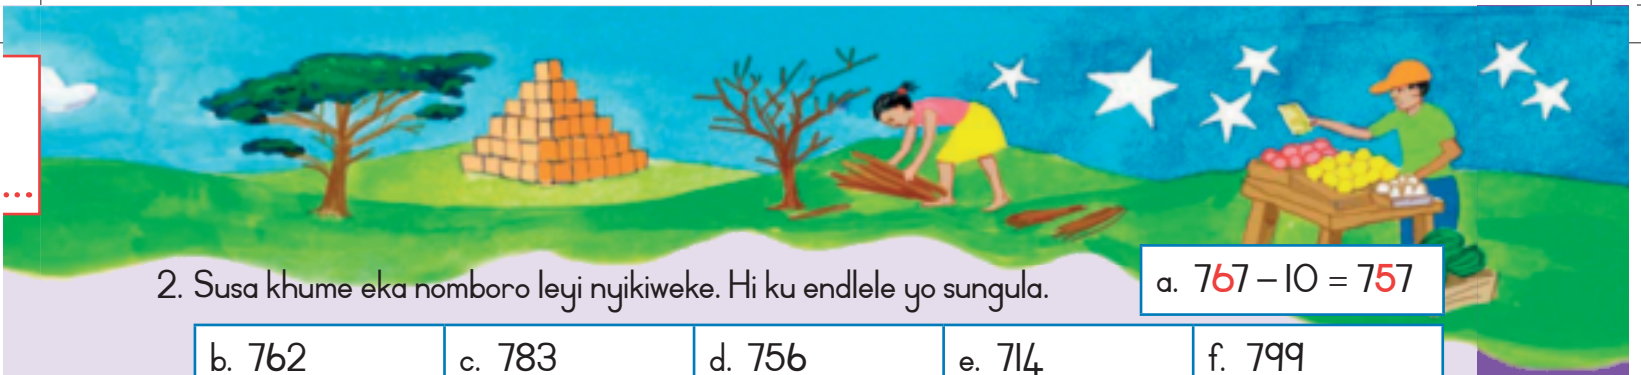 ...
2. Susa khume eka nomboro leyi nyikiweke. Hi ku endlele yo sungula.
a. 767 – 10 = 757
b. 762 c. 783 d. 756 e. 714 f. 799